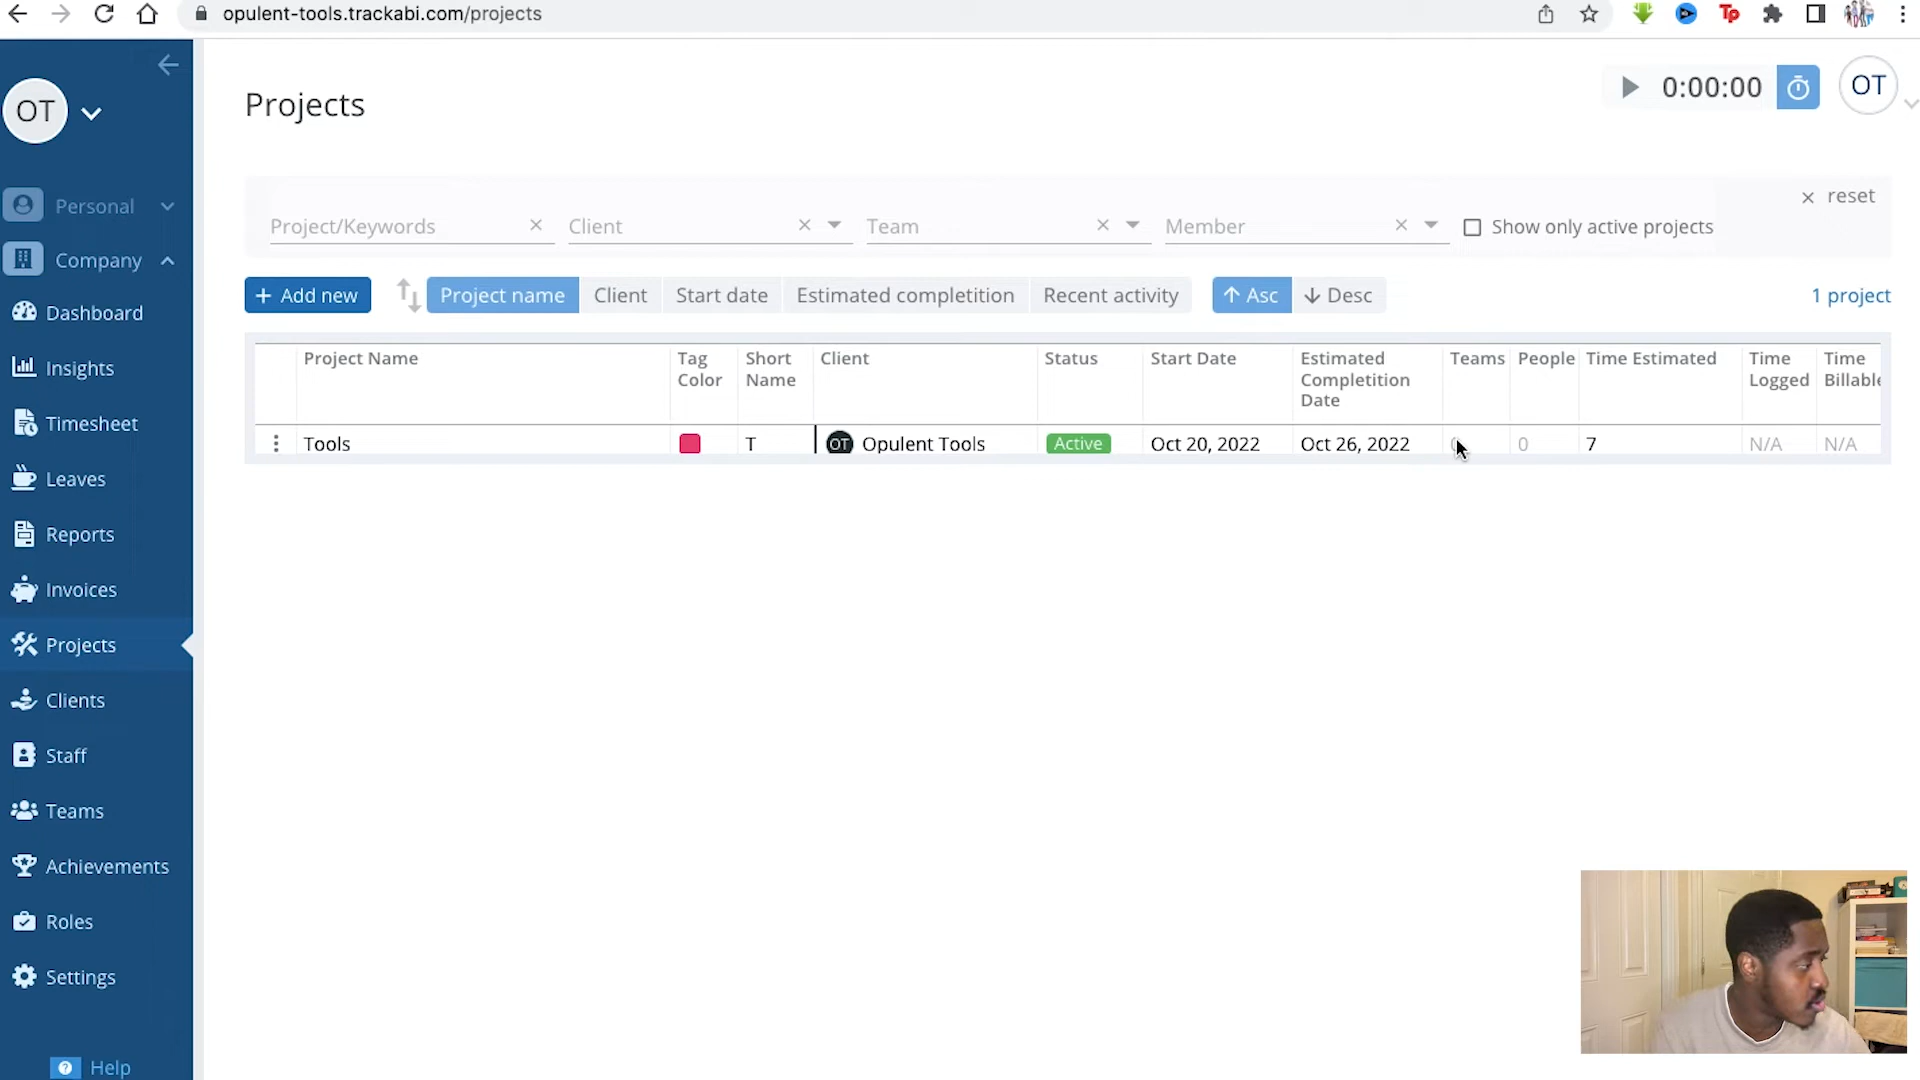 opulent-tools.trackabi.com/projects
Tp
OT
Projects
0:00:00
OT
Personal
Company
Dashboard
Insights
Timesheet
Leaves
Reports
Invoices
Projects
Clients
Staff
Teams
Achievements
Roles
Settings
Help
reset
Project/Keywords Client Team Member Show only active projects
+ Add new Project name Client Start date Estimated completion Recent activity Asc Desc 1 project
Project Name Tag Color Short Name Client Status Start Date Estimated Completition Date Teams People Time Estimated Time Logged Time Billable
Tools T OT Opulent Tools Active Oct 20, 2022 Oct 26, 2022 0 7 N/A N/A